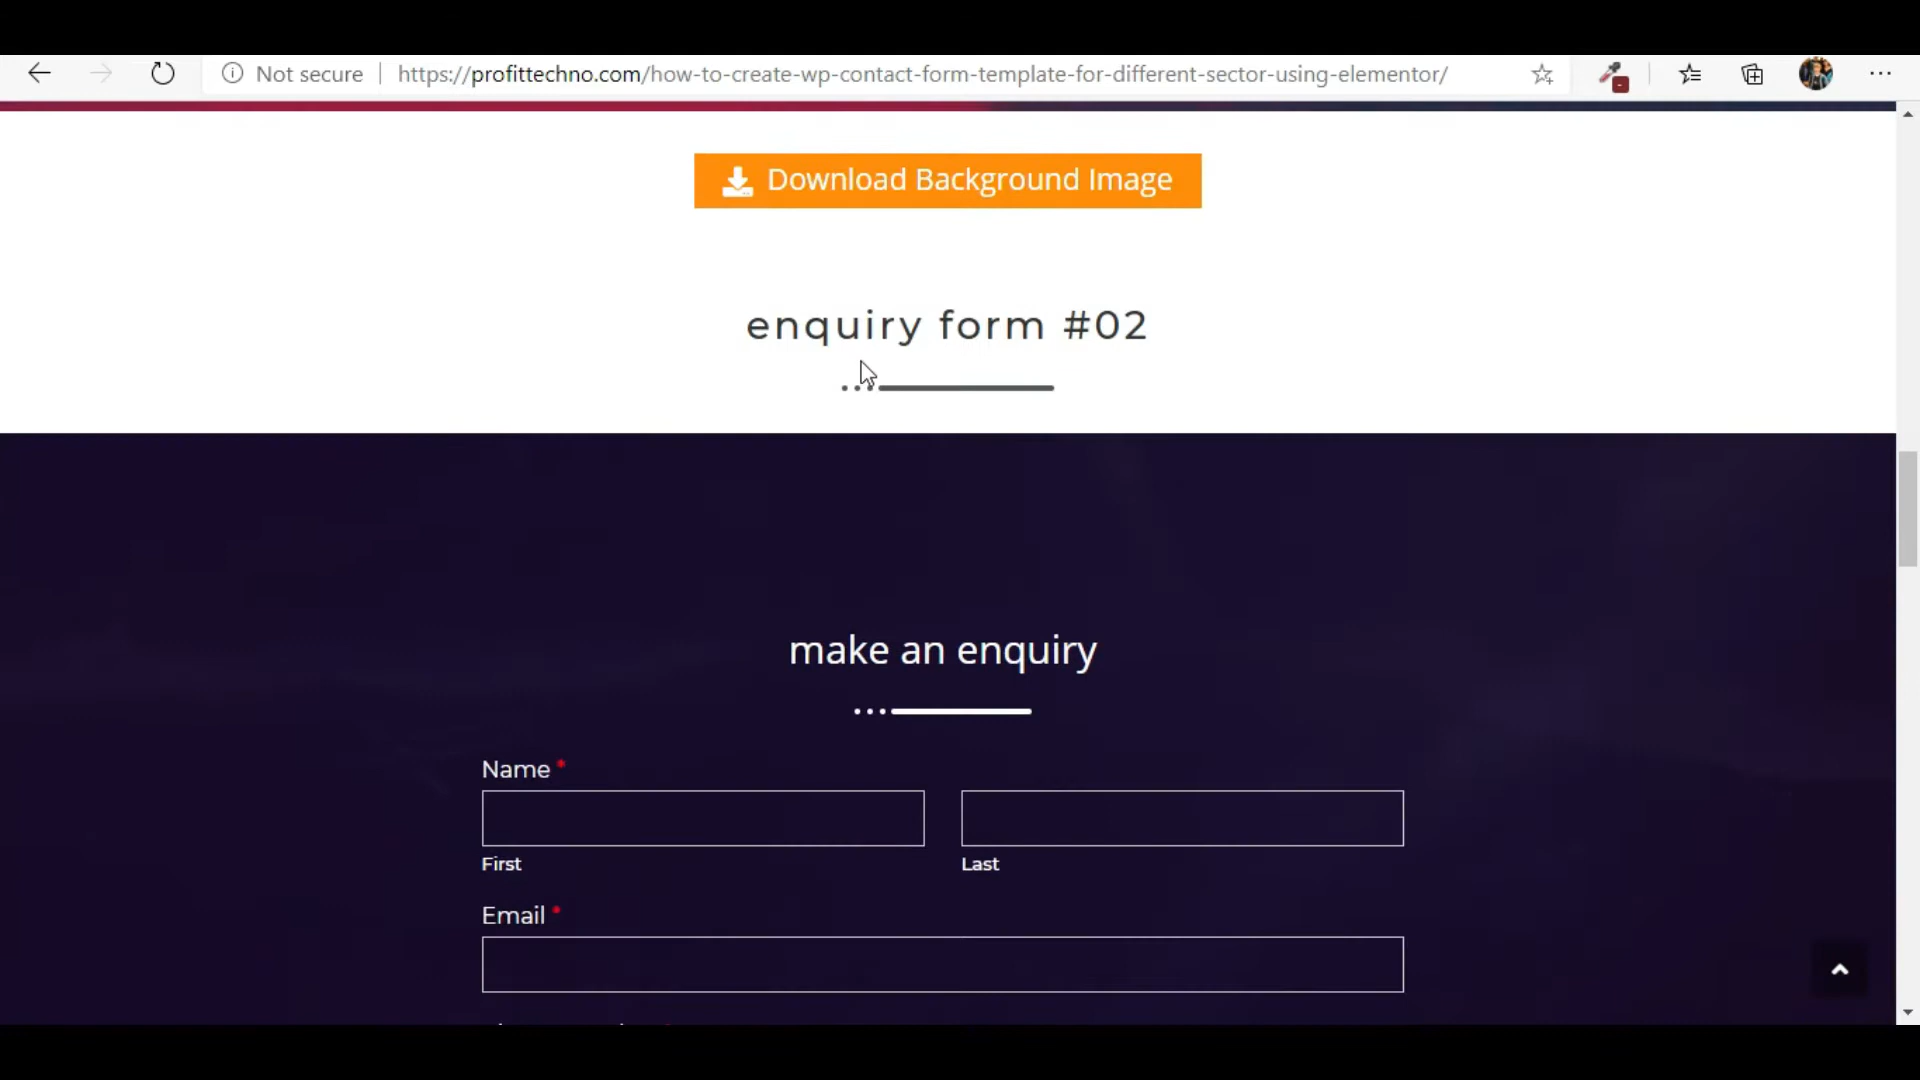 Not secure
https://profittechno.com/how-to-create-wp-contact-form-template-for-different-sector-using-elementor/
Download Background Image
enquiry form #02
make an enquiry
Name *
First
Last
Email *